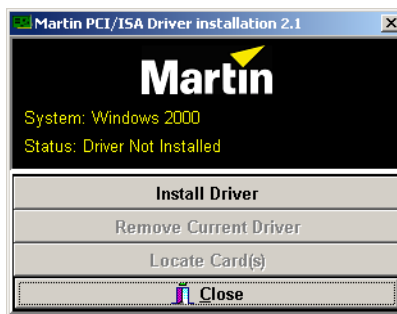 Martin PCI/ISA Driver installation 2.1
Martin
System: Windows 2000
Status: Driver Not Installed
Install Driver
Remove Current Driver
Locate Card(s)
Close